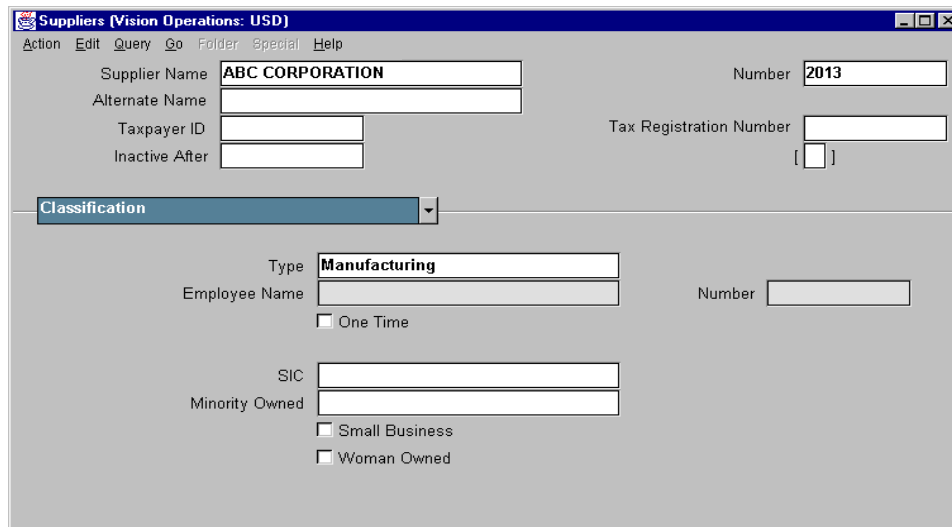 Suppliers (Vision Operations: USD)
Action Edit Query Go Folder Special Help
Supplier Name ABC CORPORATION Number 2013
Alternate Name
Taxpayer ID Tax Registration Number
Inactive After [ ]
Classification
Type Manufacturing
Employee Name Number
One Time
SIC
Minority Owned
Small Business
Woman Owned